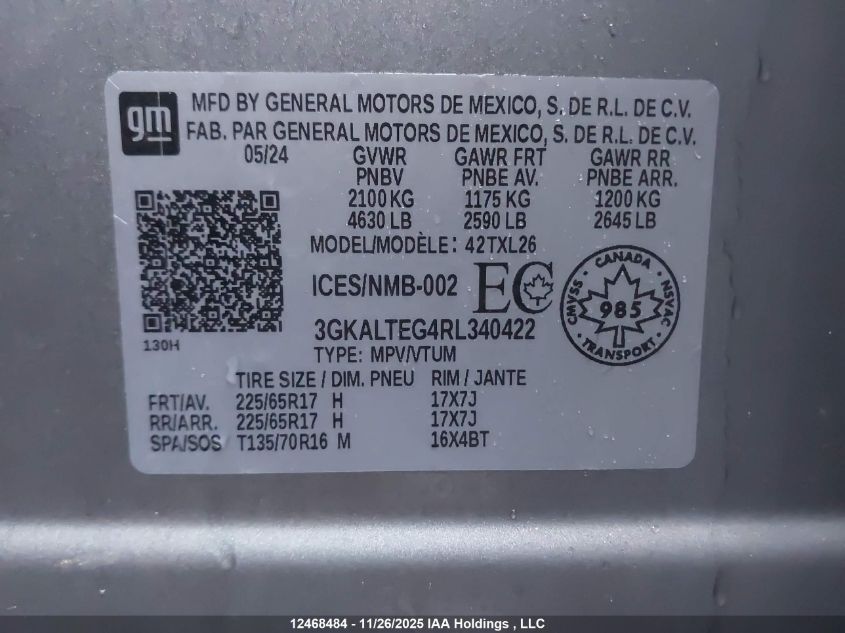 gm
MFD BY GENERAL MOTORS DE MEXICO, S. DE R.L. DE C.V.
FAB. PAR GENERAL MOTORS DE MEXICO, S. DE R.L. DE C.V.
05/24 GVWR GAWR FRT GAWR RR
PNBV PNBE AV. PNBE ARR.
2100 KG 1175 KG 1200 KG
4630 LB 2590 LB 2645 LB
MODEL/MODÈLE: 42TXL26
ICES/NMB-002 EC
CANADA
CMVSS 985 NSVAC
TRANSPORT
3GKALTEG4RL340422
130H
TYPE: MPV/VTUM
TIRE SIZE / DIM. PNEU RIM / JANTE
FRT/AV. 225/65R17 H 17X7J
RR/ARR. 225/65R17 H 17X7J
SPA/SOS T135/70R16 M 16X4BT
12468484 - 11/26/2025 IAA Holdings , LLC